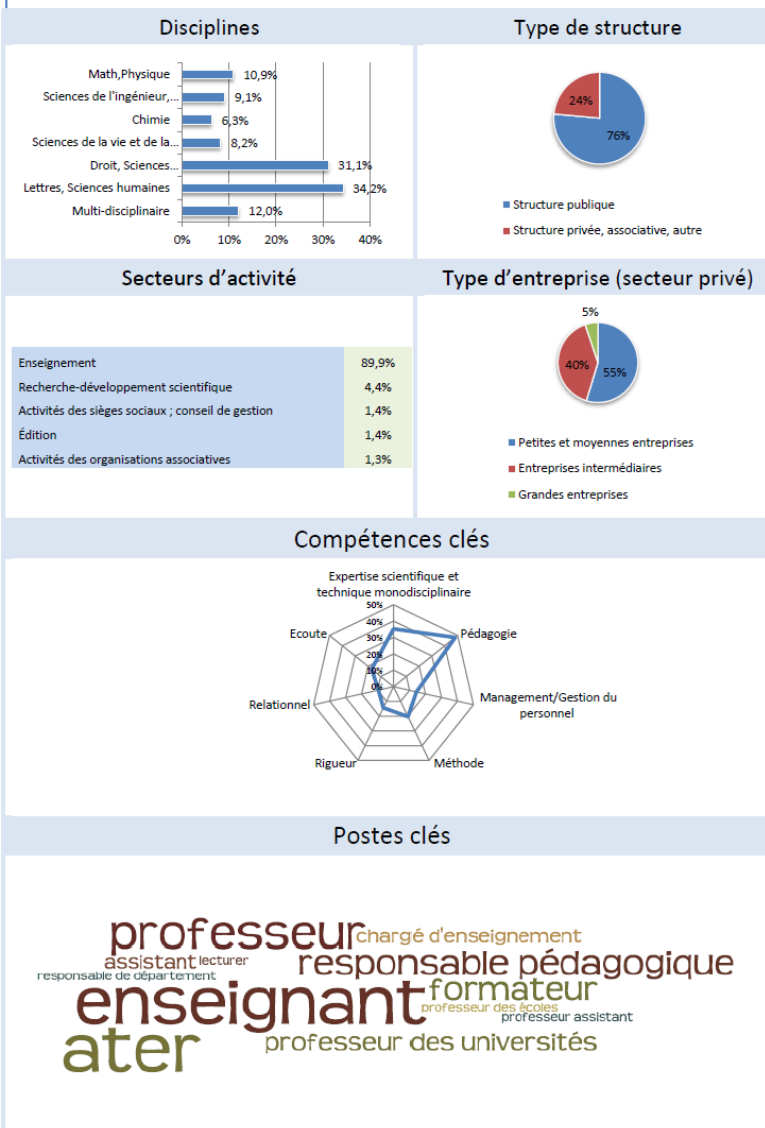 Disciplines
Math,Physique 10,9%
Sciences de l'ingénieur,... 9,1%
Chimie 6,3%
Sciences de la vie et de la... 8,2%
Droit, Sciences... 31,1%
Lettres, Sciences humaines 34,2%
Multi-disciplinaire 12,0%
0% 10% 20% 30% 40%
Type de structure
24%
76%
Structure publique
Structure privée, associative, autre
Secteurs d'activité
Enseignement 89,9%
Recherche-développement scientifique 4,4%
Activités des sièges sociaux ; conseil de gestion 1,4%
Édition 1,4%
Activités des organisations associatives 1,3%
Type d'entreprise (secteur privé)
5%
40%
55%
Petites et moyennes entreprises
Entreprises intermédiaires
Grandes entreprises
Compétences clés
Expertise scientifique et
technique monodisciplinaire
50%
40%
30%
20%
10%
0%
Ecoute
Pédagogie
Relationnel
Management/Gestion du
personnel
Rigueur
Méthode
Postes clés
professeur
chargé d'enseignement
assistant
lecturer
responsable pédagogique
responsable de département
enseignant
formateur
professeur des écoles
professeur assistant
ater
professeur des universités